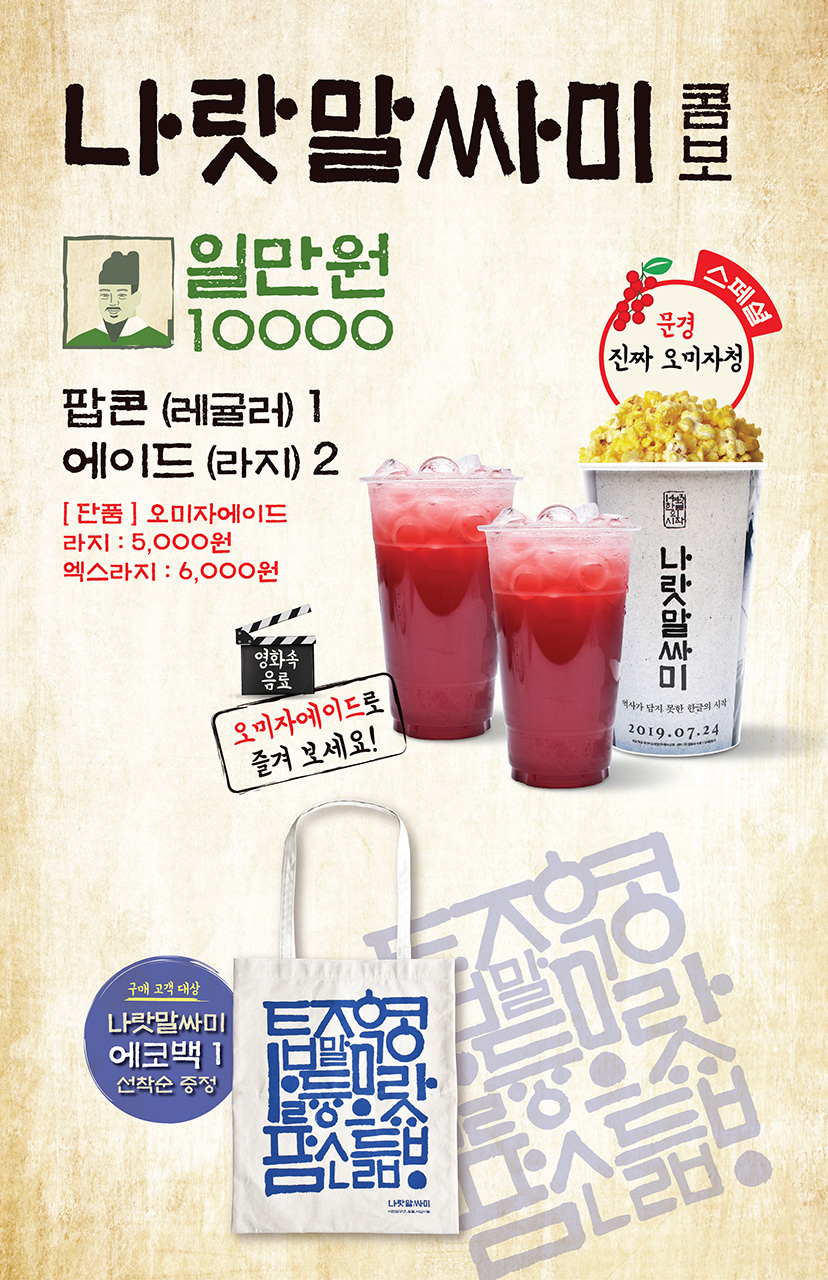 나랏말싸미 콤보
일만원
10000
스페셜
문경
진짜 오미자청
팝콘 (레귤러) 1
에이드 (라지) 2
[ 단품 ] 오미자에이드
라지 : 5,000원
엑스라지 : 6,000원
1443
한글의
시작
나랏말싸미
역사가 담지 못한 한글의 시작
2019.07.24
영화속
음료
오미자에이드로
즐겨 보세요!
구매 고객 대상
나랏말싸미
에코백 1
선착순 증정
나랏말싸미